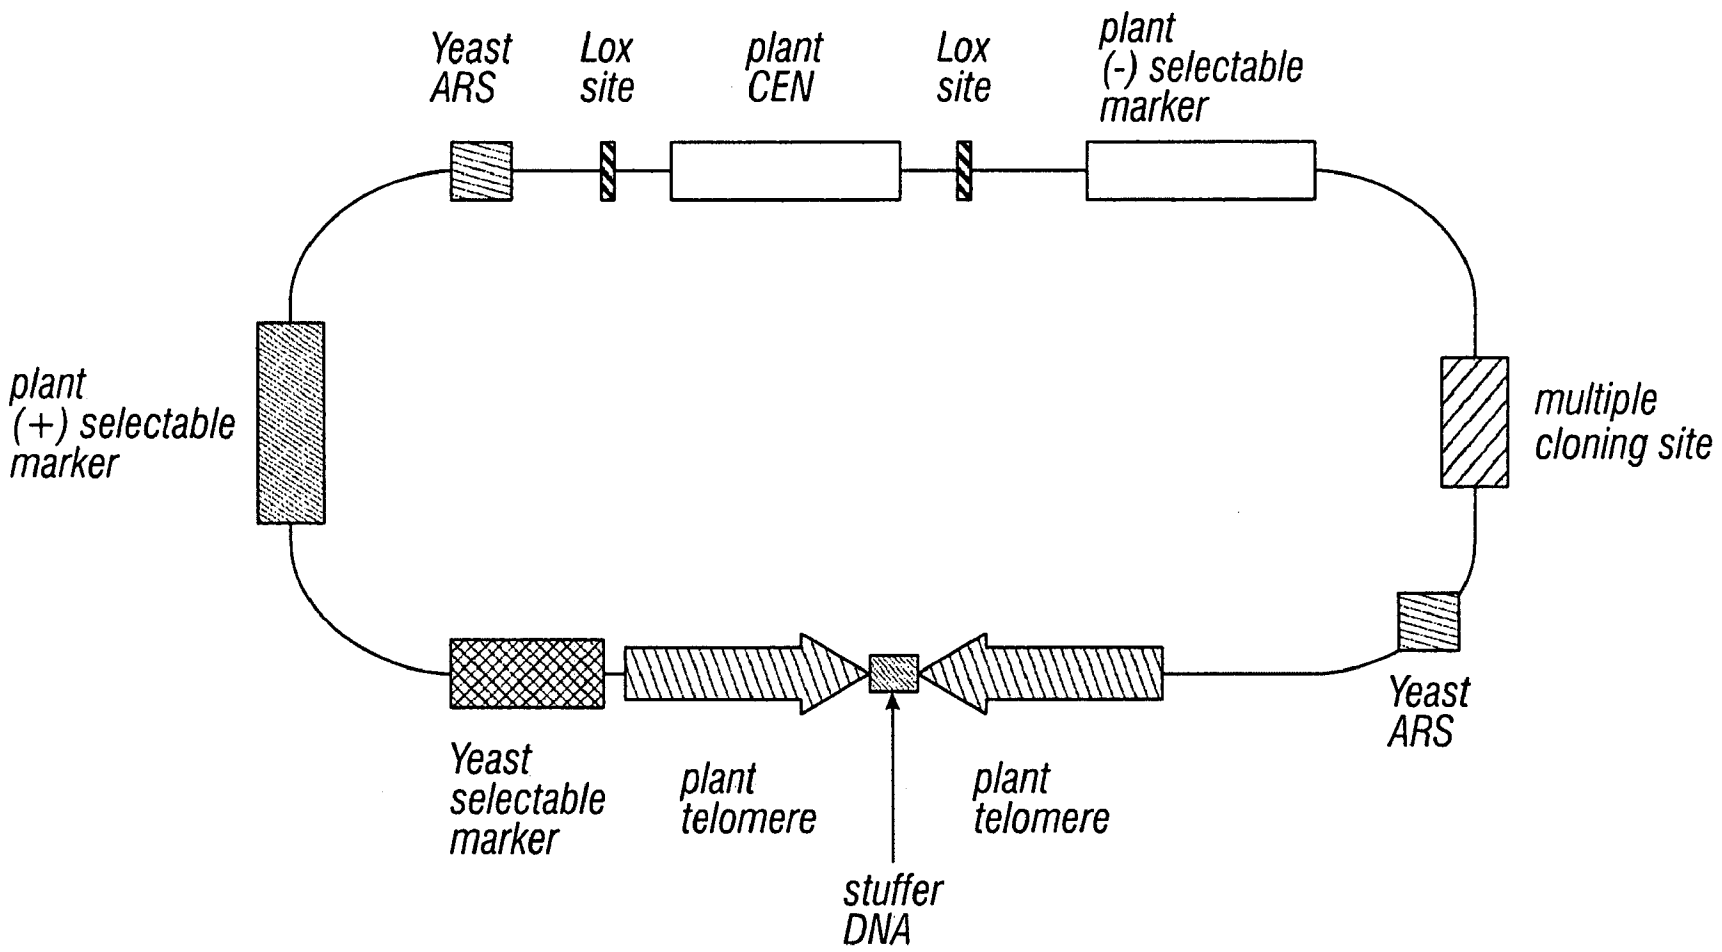 Yeast
ARS
Lox
site
plant
CEN
Lox
site
plant
(-) selectable
marker
plant
(+) selectable
marker
multiple
cloning site
Yeast
ARS
Yeast
selectable
marker
plant
telomere
plant
telomere
stuffer
DNA